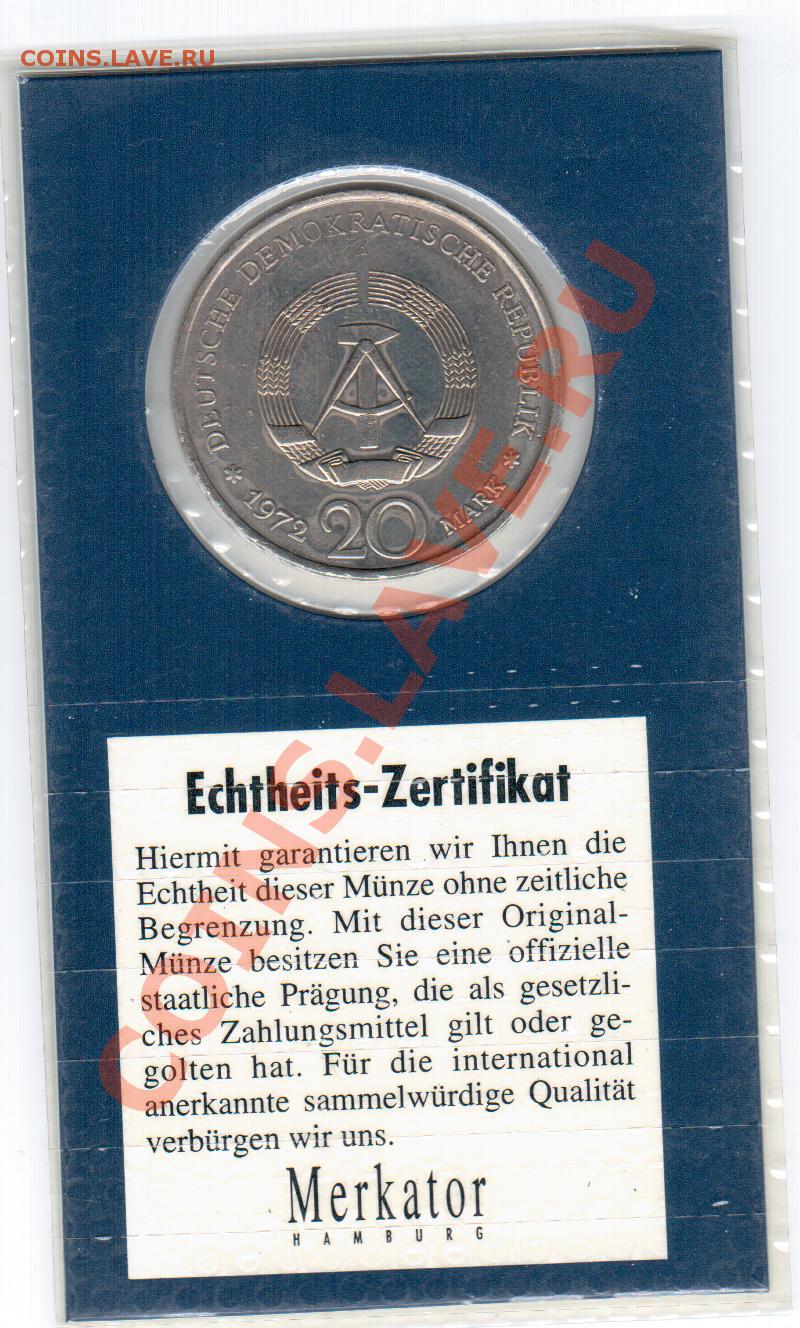 COINS.LAVE.RU
DEUTSCHE DEMOKRATISCHE REPUBLIK
A
* 1972 20 MARK *
COINS.LAVE.RU
Echtheits-Zertifikat
Hiermit garantieren wir Ihnen die
Echtheit dieser Münze ohne zeitliche
Begrenzung. Mit dieser Original-
Münze besitzen Sie eine offizielle
staatliche Prägung, die als gesetzli-
ches Zahlungsmittel gilt oder ge-
golten hat. Für die international
anerkannte sammelwürdige Qualität
verbürgen wir uns.
Merkator
HAMBURG